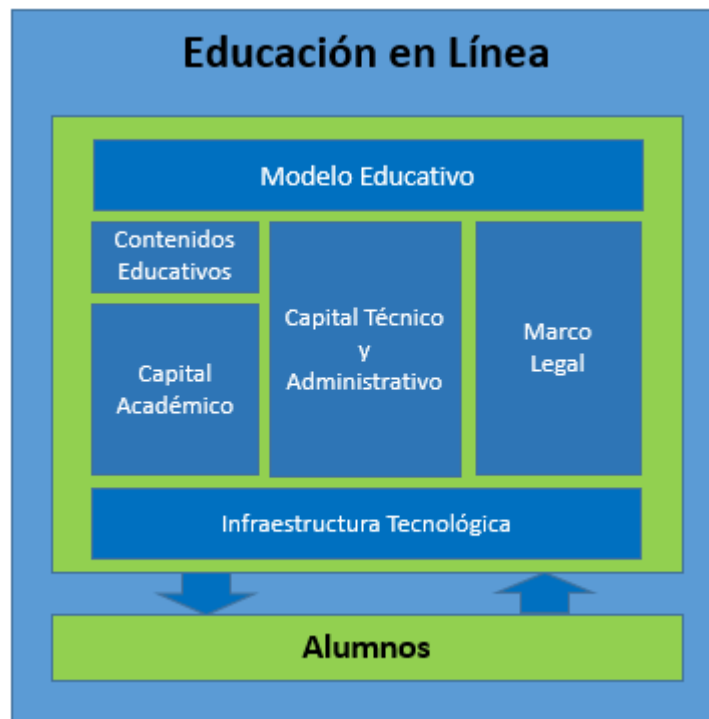 Educación en Línea
Modelo Educativo
Contenidos
Educativos
Capital
Académico
Capital Técnico
y
Administrativo
Marco
Legal
Infraestructura Tecnológica
Alumnos